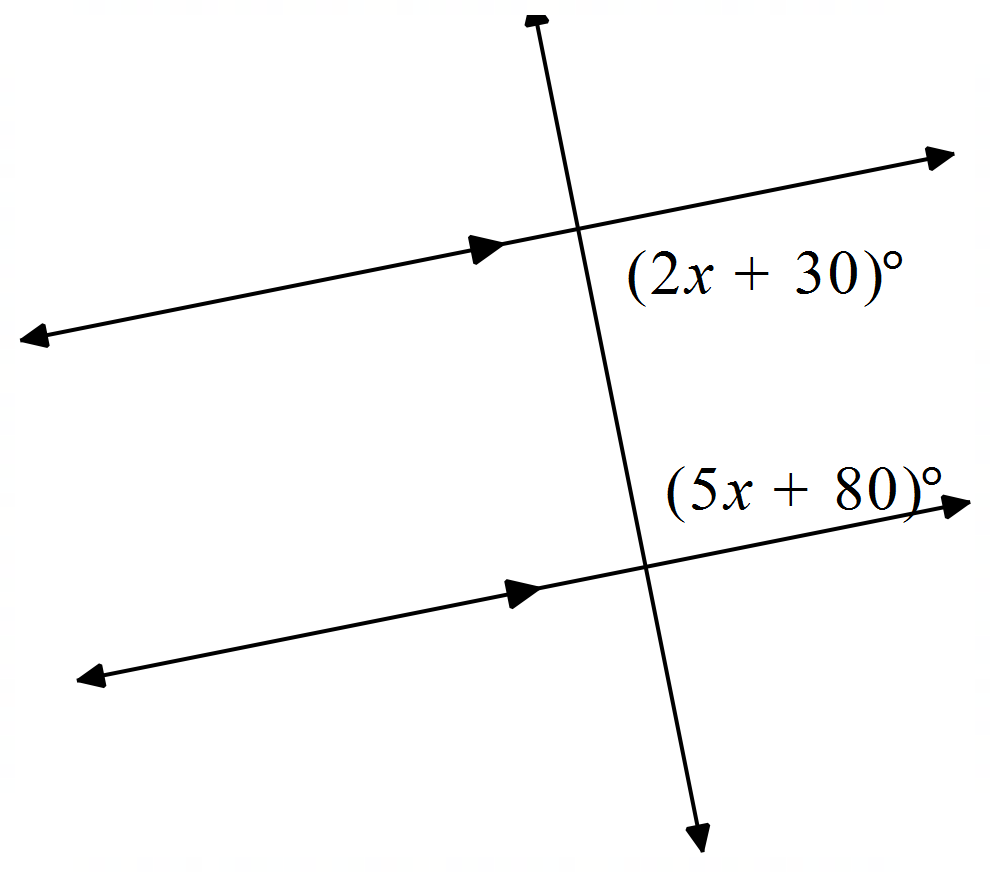 (2x + 30)°
(5x + 80)°